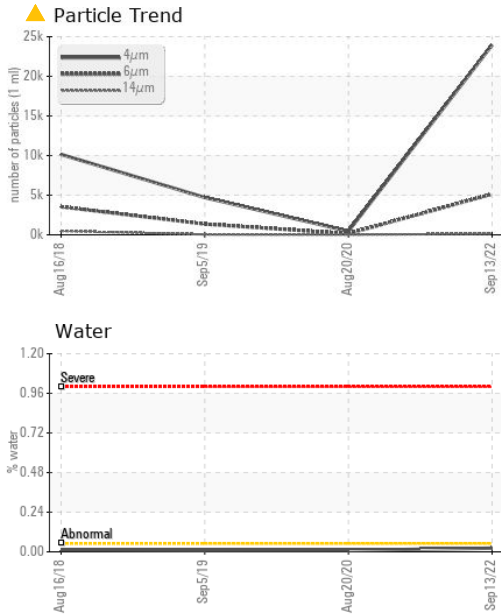 Particle Trend
number of particles (1 ml)
25k
20k
15k
10k
5k
0k
4µm
6µm
14µm
Aug16/18
Sep5/19
Aug20/20
Sep13/22
Water
% water
1.20
0.96
0.72
0.48
0.24
0.00
Severe
Abnormal
Aug16/18
Sep5/19
Aug20/20
Sep13/22